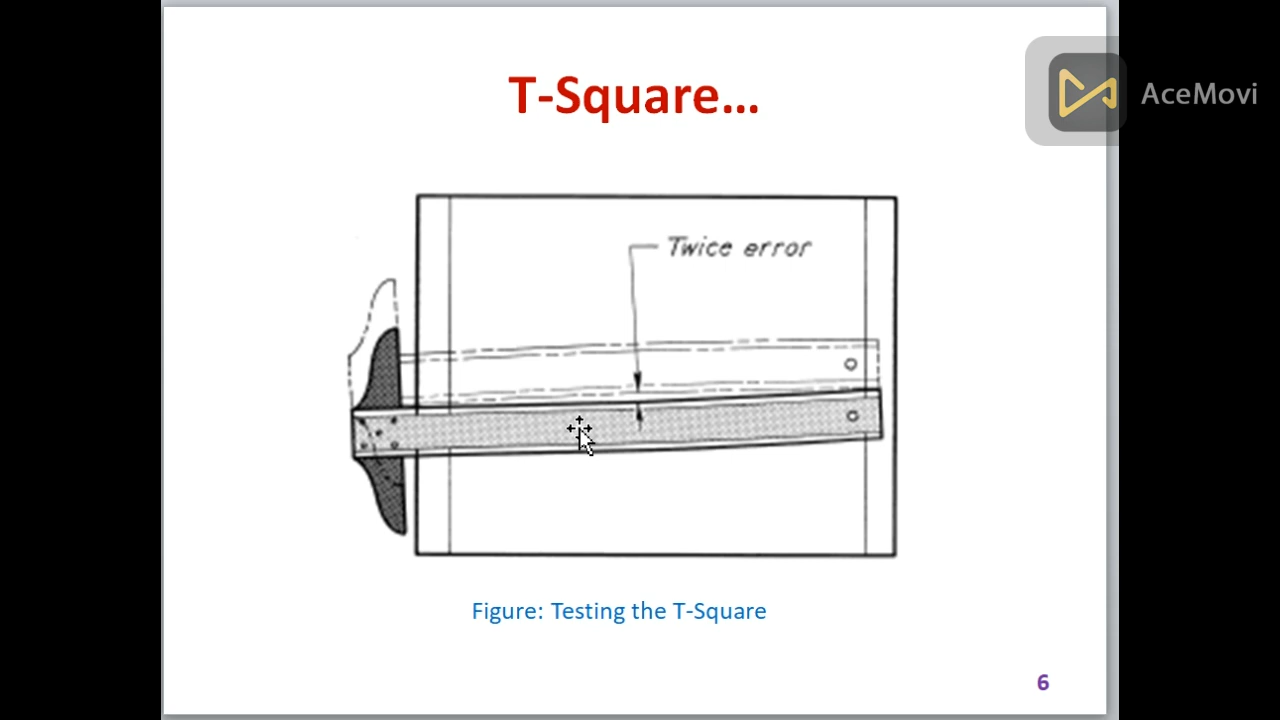 T-Square...
AceMovi
Twice error
Figure: Testing the T-Square
6